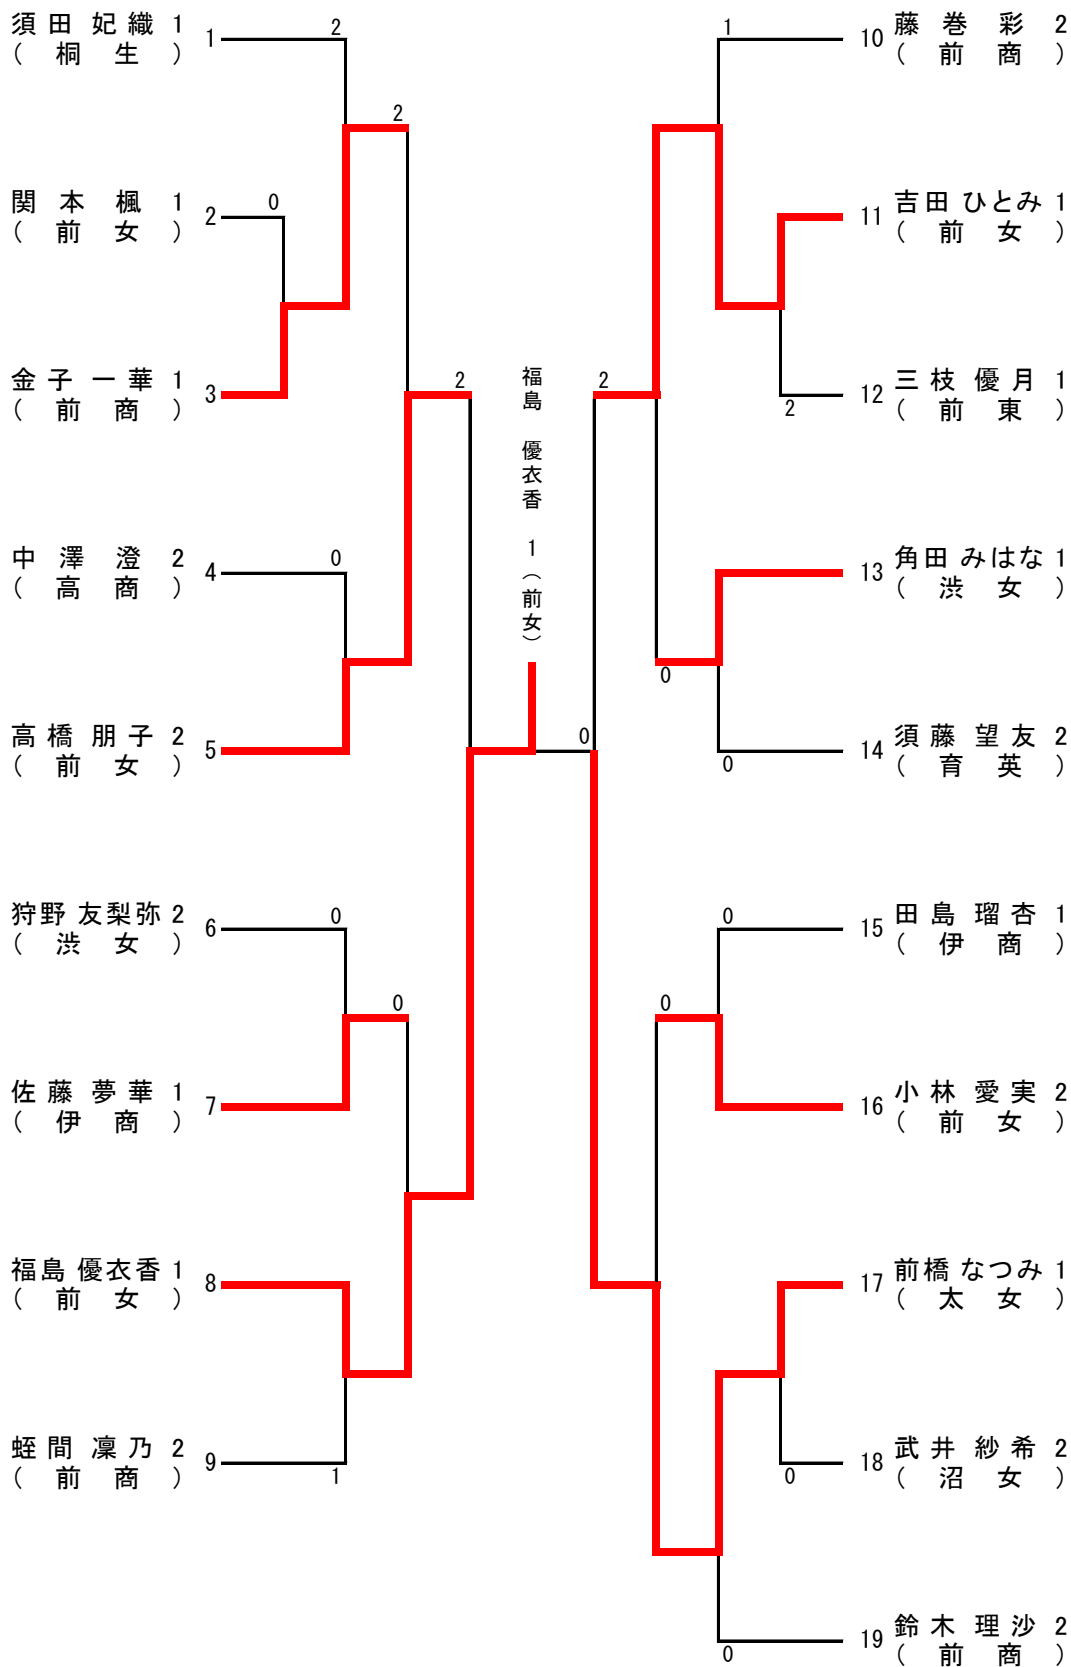 須田 妃織 1
(桐生)
1
2
関本 楓 1
(前女)
2
0
金子 一華 1
(前商)
3
2
中澤 澄 2
(高商)
4
0
高橋 朋子 2
(前女)
5
2
狩野 友梨弥 2
(渋女)
6
0
佐藤 夢華 1
(伊商)
7
0
福島 優衣香 1
(前女)
8
蛭間 凜乃 2
(前商)
9
1
福島 優衣香 1(前女)
0
2
1
10
藤巻 彩 2
(前商)
11
吉田 ひとみ 1
(前女)
2
12
三枝 優月 1
(前東)
13
角田 みはな 1
(渋女)
0
0
14
須藤 望友 2
(育英)
0
15
田島 瑠杏 1
(伊商)
0
16
小林 愛実 2
(前女)
17
前橋 なつみ 1
(太女)
0
18
武井 紗希 2
(沼女)
0
19
鈴木 理沙 2
(前商)